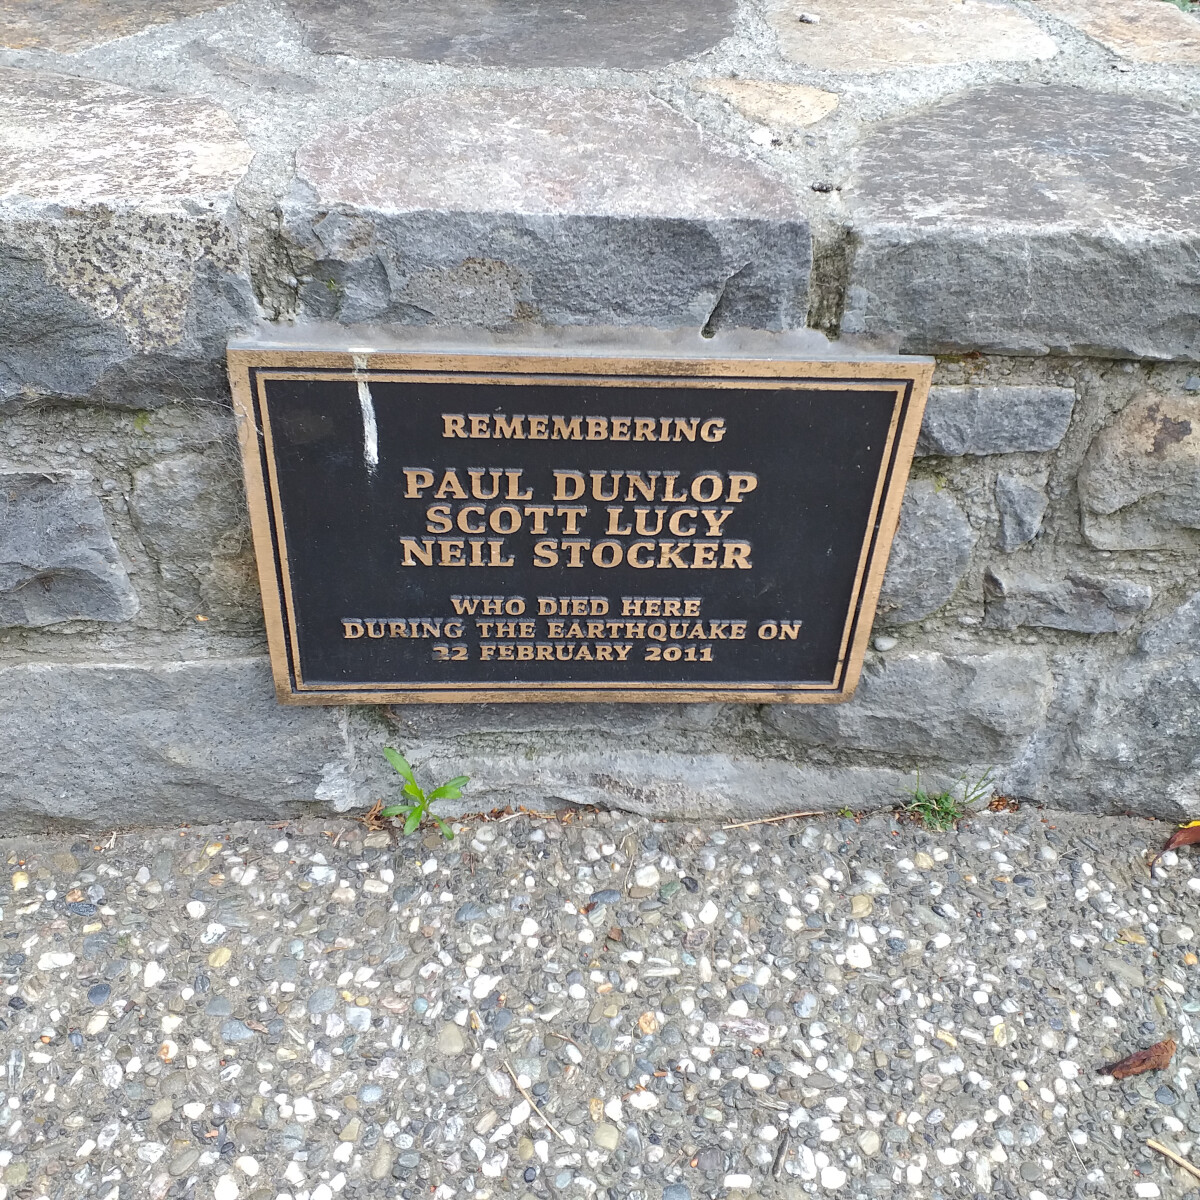 REMEMBERING
PAUL DUNLOP
SCOTT LUCY
NEIL STOCKER
WHO DIED HERE
DURING THE EARTHQUAKE ON
22 FEBRUARY 2011